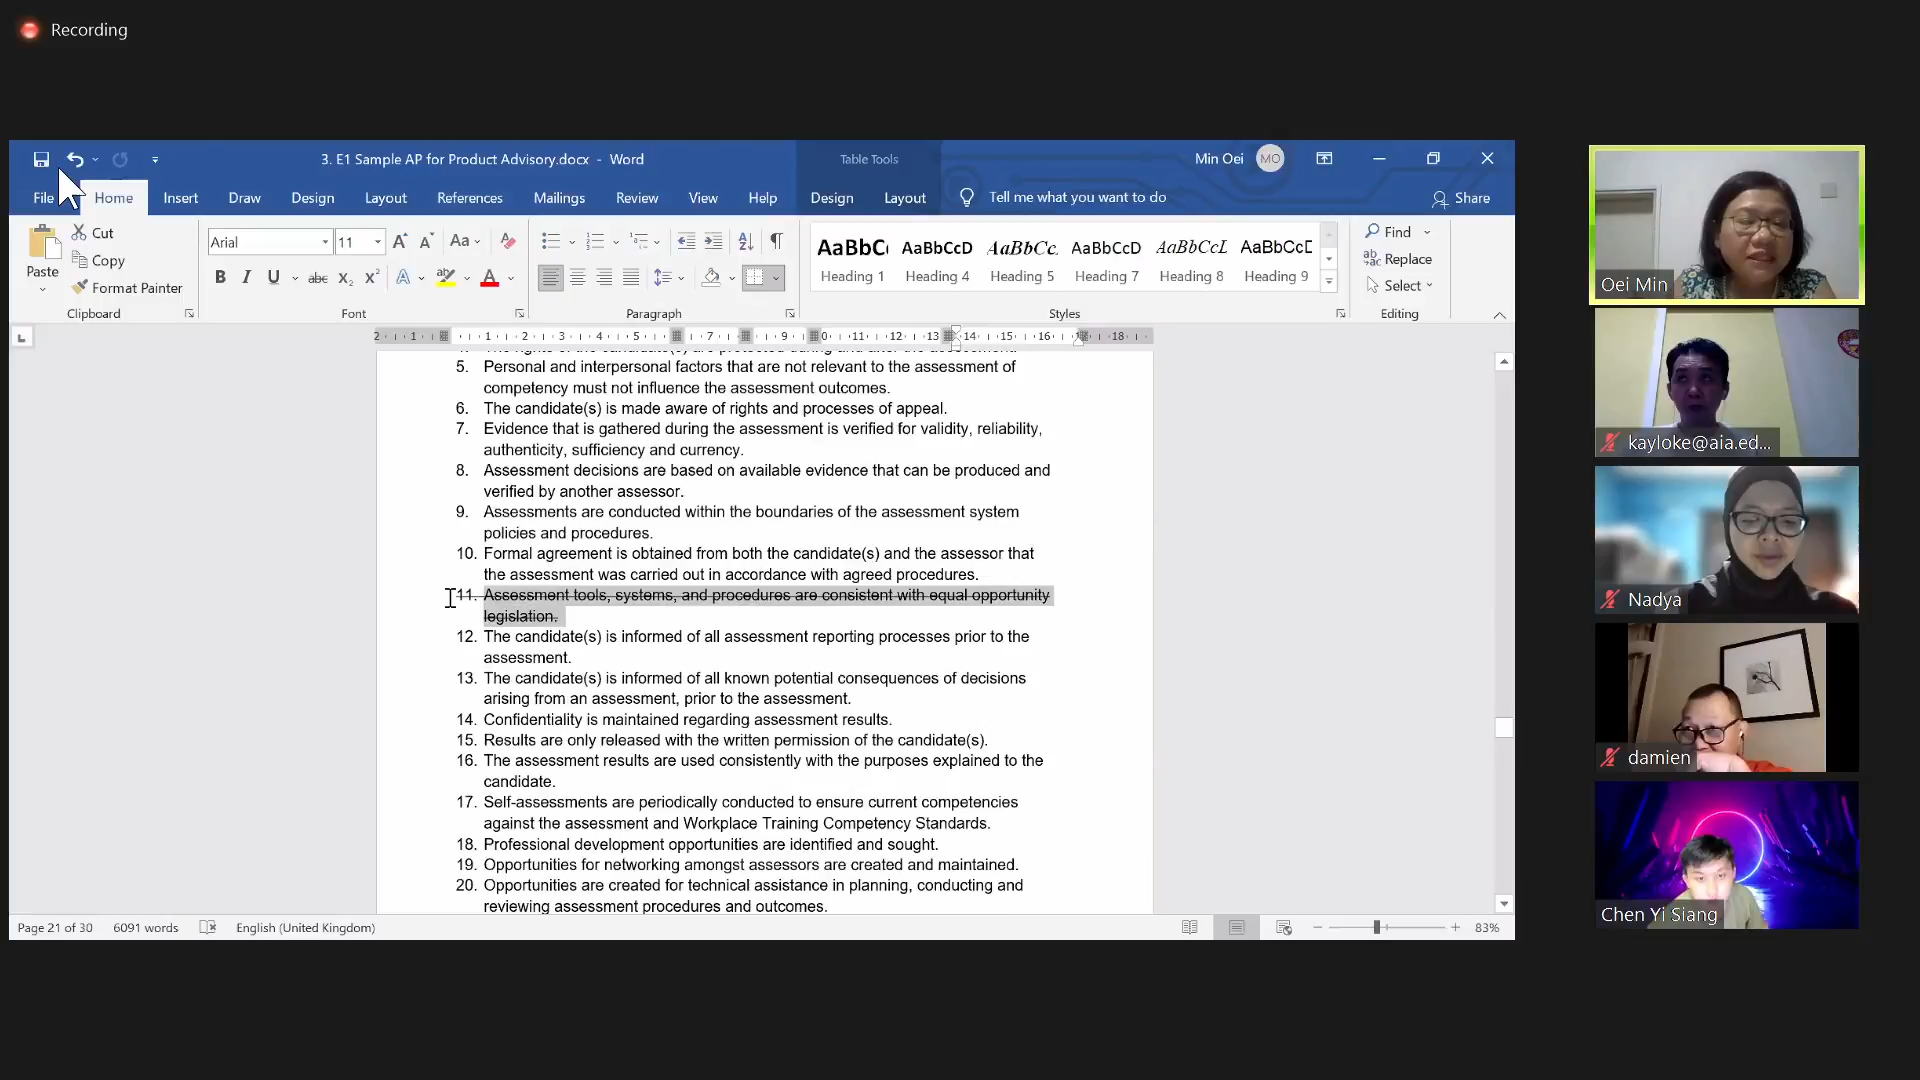 Recording
3. E1 Sample AP for Product Advisory.docx - Word
Table Tools
Min Oei
MO
File
Home
Insert
Draw
Design
Layout
References
Mailings
Review
View
Help
Design
Layout
Tell me what you want to do
Share
Paste
Cut
Copy
Format Painter
Clipboard
Arial
11
Font
Paragraph
AaBbC(
Heading 1
AaBbCcD
Heading 4
AaBbCc.
Heading 5
AaBbCcD
Heading 7
AaBbCcL
Heading 8
AaBbCcD
Heading 9
Styles
Find
Replace
Select
Editing
4. The rights of the candidate(s) are protected during and after the assessment.
5. Personal and interpersonal factors that are not relevant to the assessment of
competency must not influence the assessment outcomes.
6. The candidate(s) is made aware of rights and processes of appeal.
7. Evidence that is gathered during the assessment is verified for validity, reliability,
authenticity, sufficiency and currency.
8. Assessment decisions are based on available evidence that can be produced and
verified by another assessor.
9. Assessments are conducted within the boundaries of the assessment system
policies and procedures.
10. Formal agreement is obtained from both the candidate(s) and the assessor that
the assessment was carried out in accordance with agreed procedures.
11. Assessment tools, systems, and procedures are consistent with equal opportunity
legislation.
12. The candidate(s) is informed of all assessment reporting processes prior to the
assessment.
13. The candidate(s) is informed of all known potential consequences of decisions
arising from an assessment, prior to the assessment.
14. Confidentiality is maintained regarding assessment results.
15. Results are only released with the written permission of the candidate(s).
16. The assessment results are used consistently with the purposes explained to the
candidate.
17. Self-assessments are periodically conducted to ensure current competencies
against the assessment and Workplace Training Competency Standards.
18. Professional development opportunities are identified and sought.
19. Opportunities for networking amongst assessors are created and maintained.
20. Opportunities are created for technical assistance in planning, conducting and
reviewing assessment procedures and outcomes.
Page 21 of 30
6091 words
English (United Kingdom)
83%
Oei Min
kayloke@aia.ed...
Nadya
damien
Chen Yi Siang